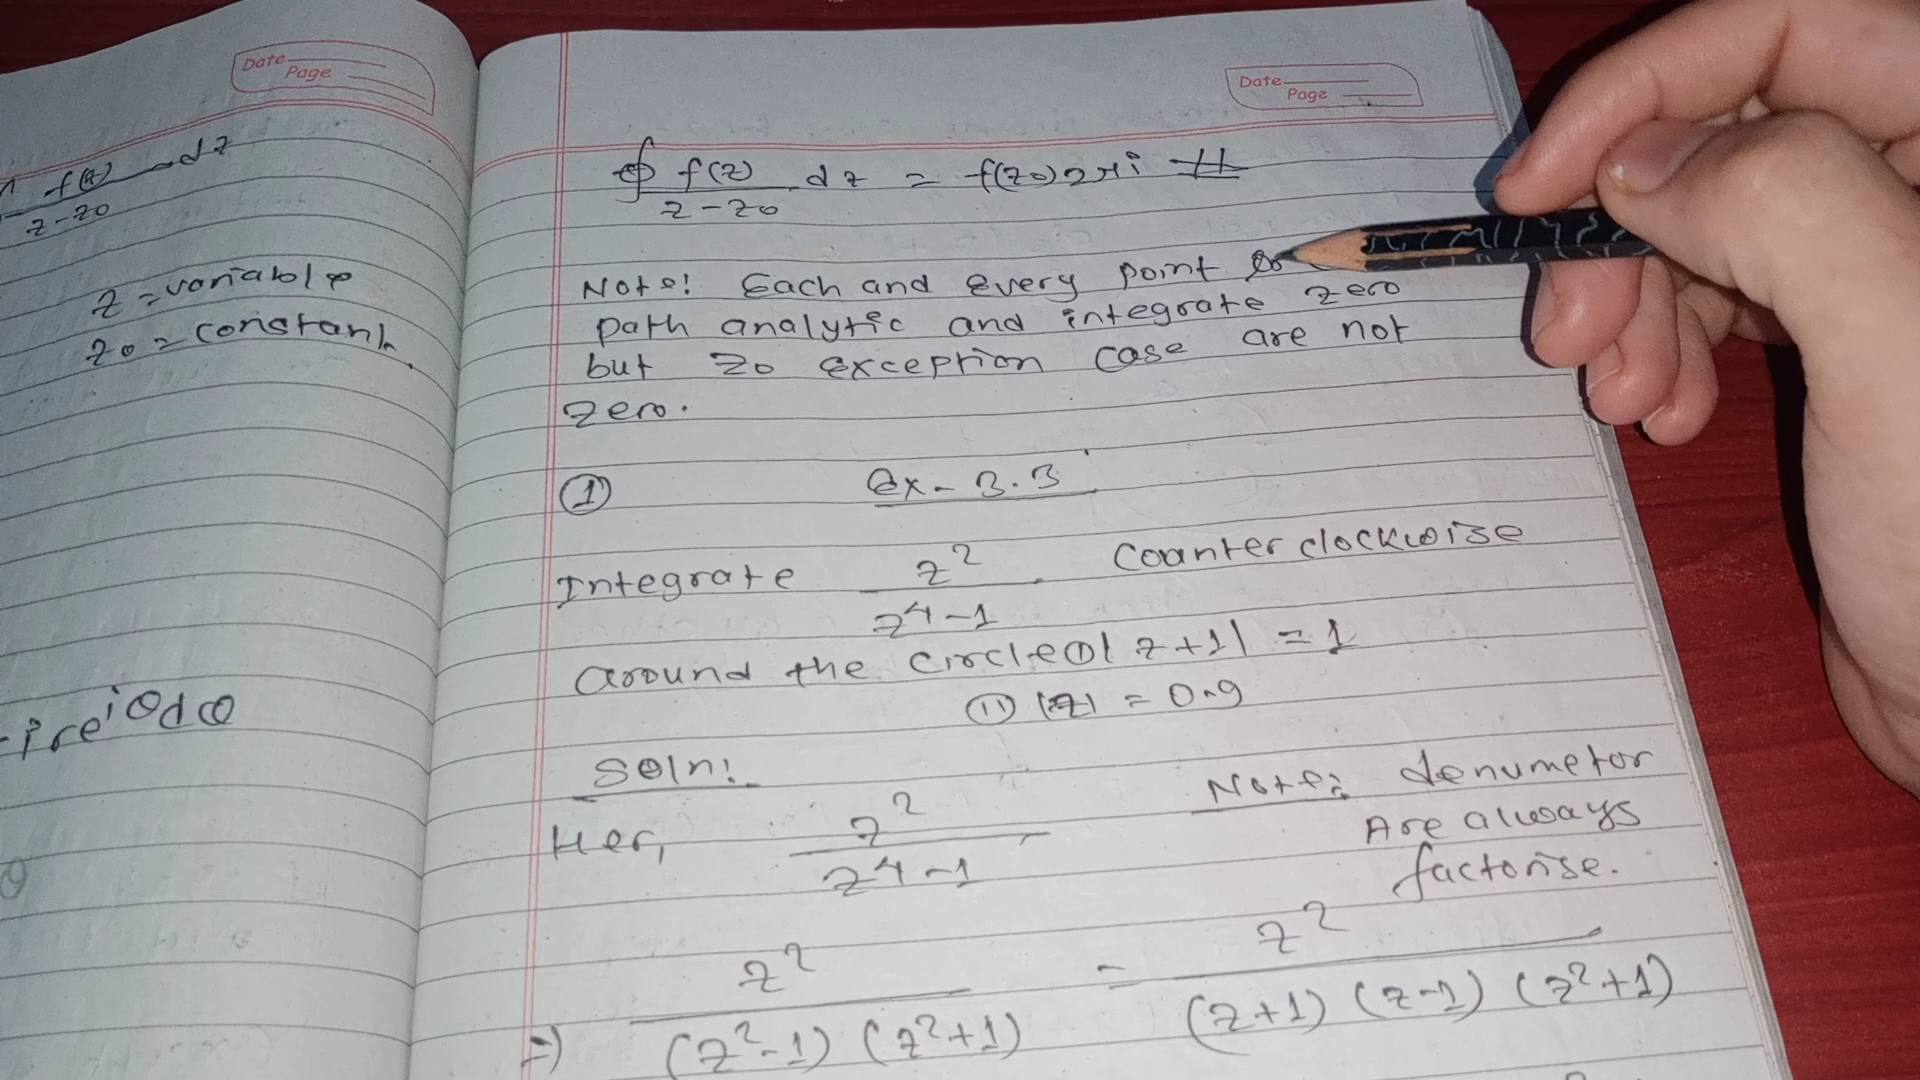 Date
Page
f(z) dz
z-z0
z = variable
z0 = constant.
ire^iθdθ
Date
Page
∮ f(z) dz = f(z0) 2πi #
z-z0
Note! Each and every point
path analytic and integrate zero
but z0 exception case are not
zero.
① ex-3.3
Integrate z² counter clockwise
z⁴-1
around the circle ① |z+1| = 1
② |z| = 0.9
Soln!
Her, z² Note: denumetor
z⁴-1 Are always
factorise.
⇒ z² = z²
(z²-1) (z²+1) (z+1) (z-1) (z²+1)